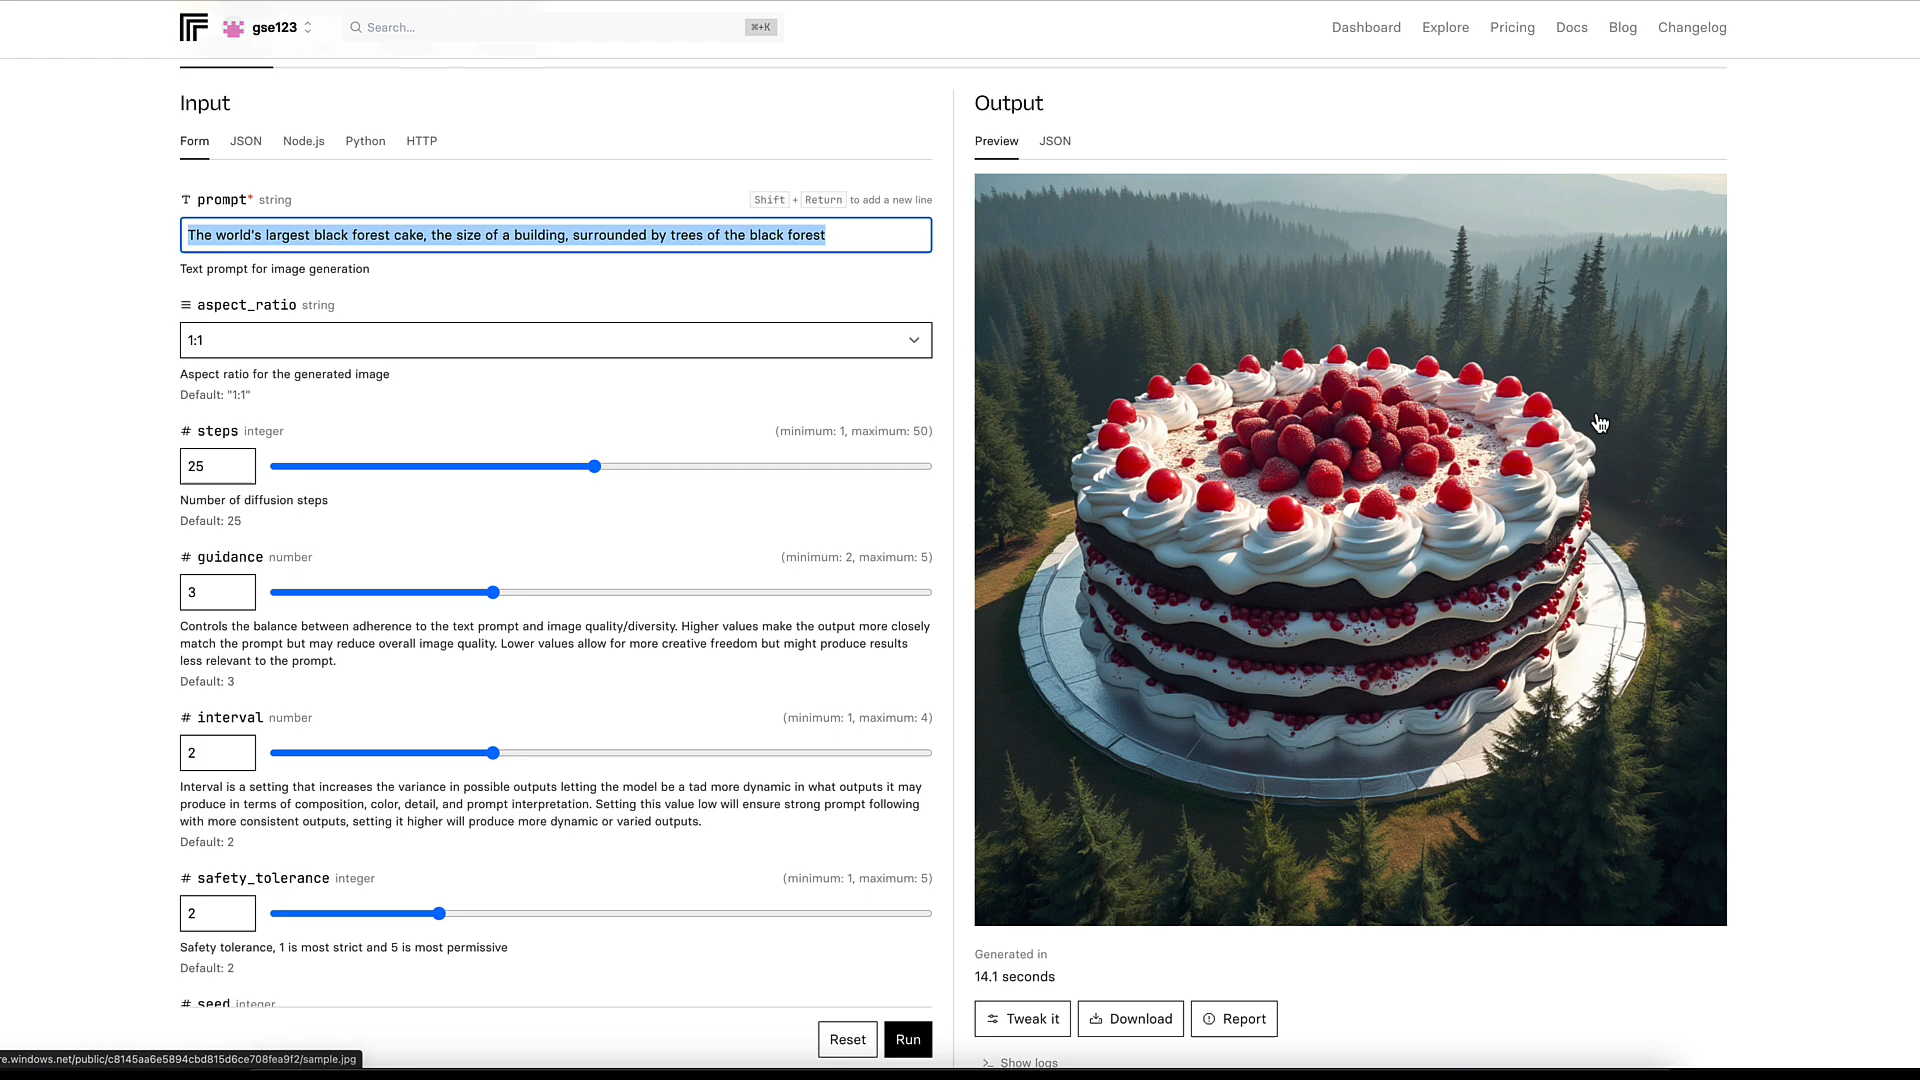 gse123
Search...
⌘+K
Dashboard
Explore
Pricing
Docs
Blog
Changelog
Input
Form
JSON
Node.js
Python
HTTP
prompt* string
Shift + Return to add a new line
The world's largest black forest cake, the size of a building, surrounded by trees of the black forest
Text prompt for image generation
aspect_ratio string
1:1
Aspect ratio for the generated image
Default: "1:1"
# steps integer
(minimum: 1, maximum: 50)
25
Number of diffusion steps
Default: 25
# guidance number
(minimum: 2, maximum: 5)
3
Controls the balance between adherence to the text prompt and image quality/diversity. Higher values make the output more closely
match the prompt but may reduce overall image quality. Lower values allow for more creative freedom but might produce results
less relevant to the prompt.
Default: 3
# interval number
(minimum: 1, maximum: 4)
2
Interval is a setting that increases the variance in possible outputs letting the model be a tad more dynamic in what outputs it may
produce in terms of composition, color, detail, and prompt interpretation. Setting this value low will ensure strong prompt following
with more consistent outputs, setting it higher will produce more dynamic or varied outputs.
Default: 2
# safety_tolerance integer
(minimum: 1, maximum: 5)
2
Safety tolerance, 1 is most strict and 5 is most permissive
Default: 2
# seed integer
Reset
Run
re.windows.net/public/c8145aa6e5894cbd815d6ce708fea9f2/sample.jpg
Output
Preview
JSON
Generated in
14.1 seconds
Tweak it
Download
Report
Show logs